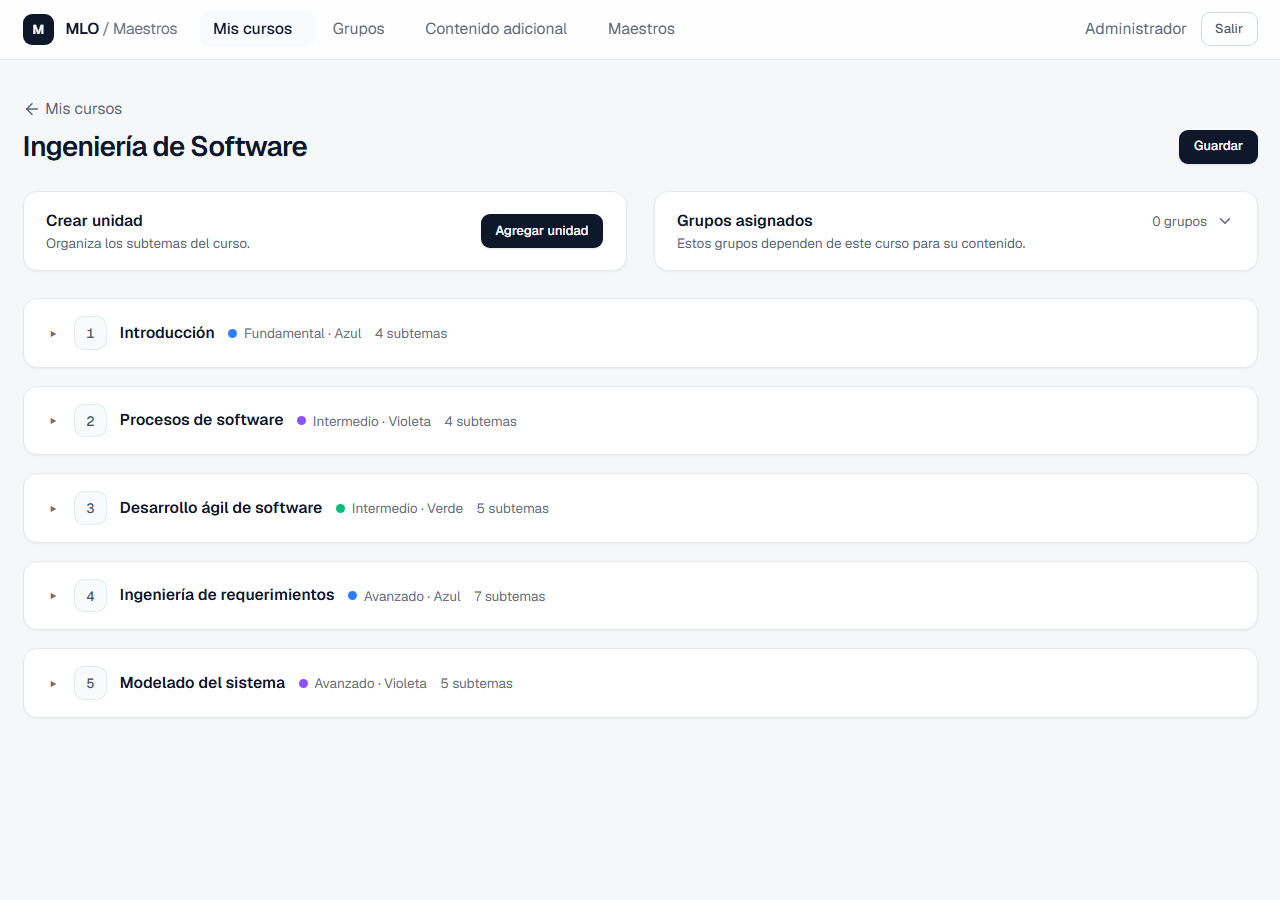 M MLO / Maestros Mis cursos Grupos Contenido adicional Maestros Administrador Salir
← Mis cursos
Ingeniería de Software Guardar
Crear unidad
Organiza los subtemas del curso.
Agregar unidad
Grupos asignados 0 grupos
Estos grupos dependen de este curso para su contenido.
1 Introducción Fundamental · Azul 4 subtemas
2 Procesos de software Intermedio · Violeta 4 subtemas
3 Desarrollo ágil de software Intermedio · Verde 5 subtemas
4 Ingeniería de requerimientos Avanzado · Azul 7 subtemas
5 Modelado del sistema Avanzado · Violeta 5 subtemas